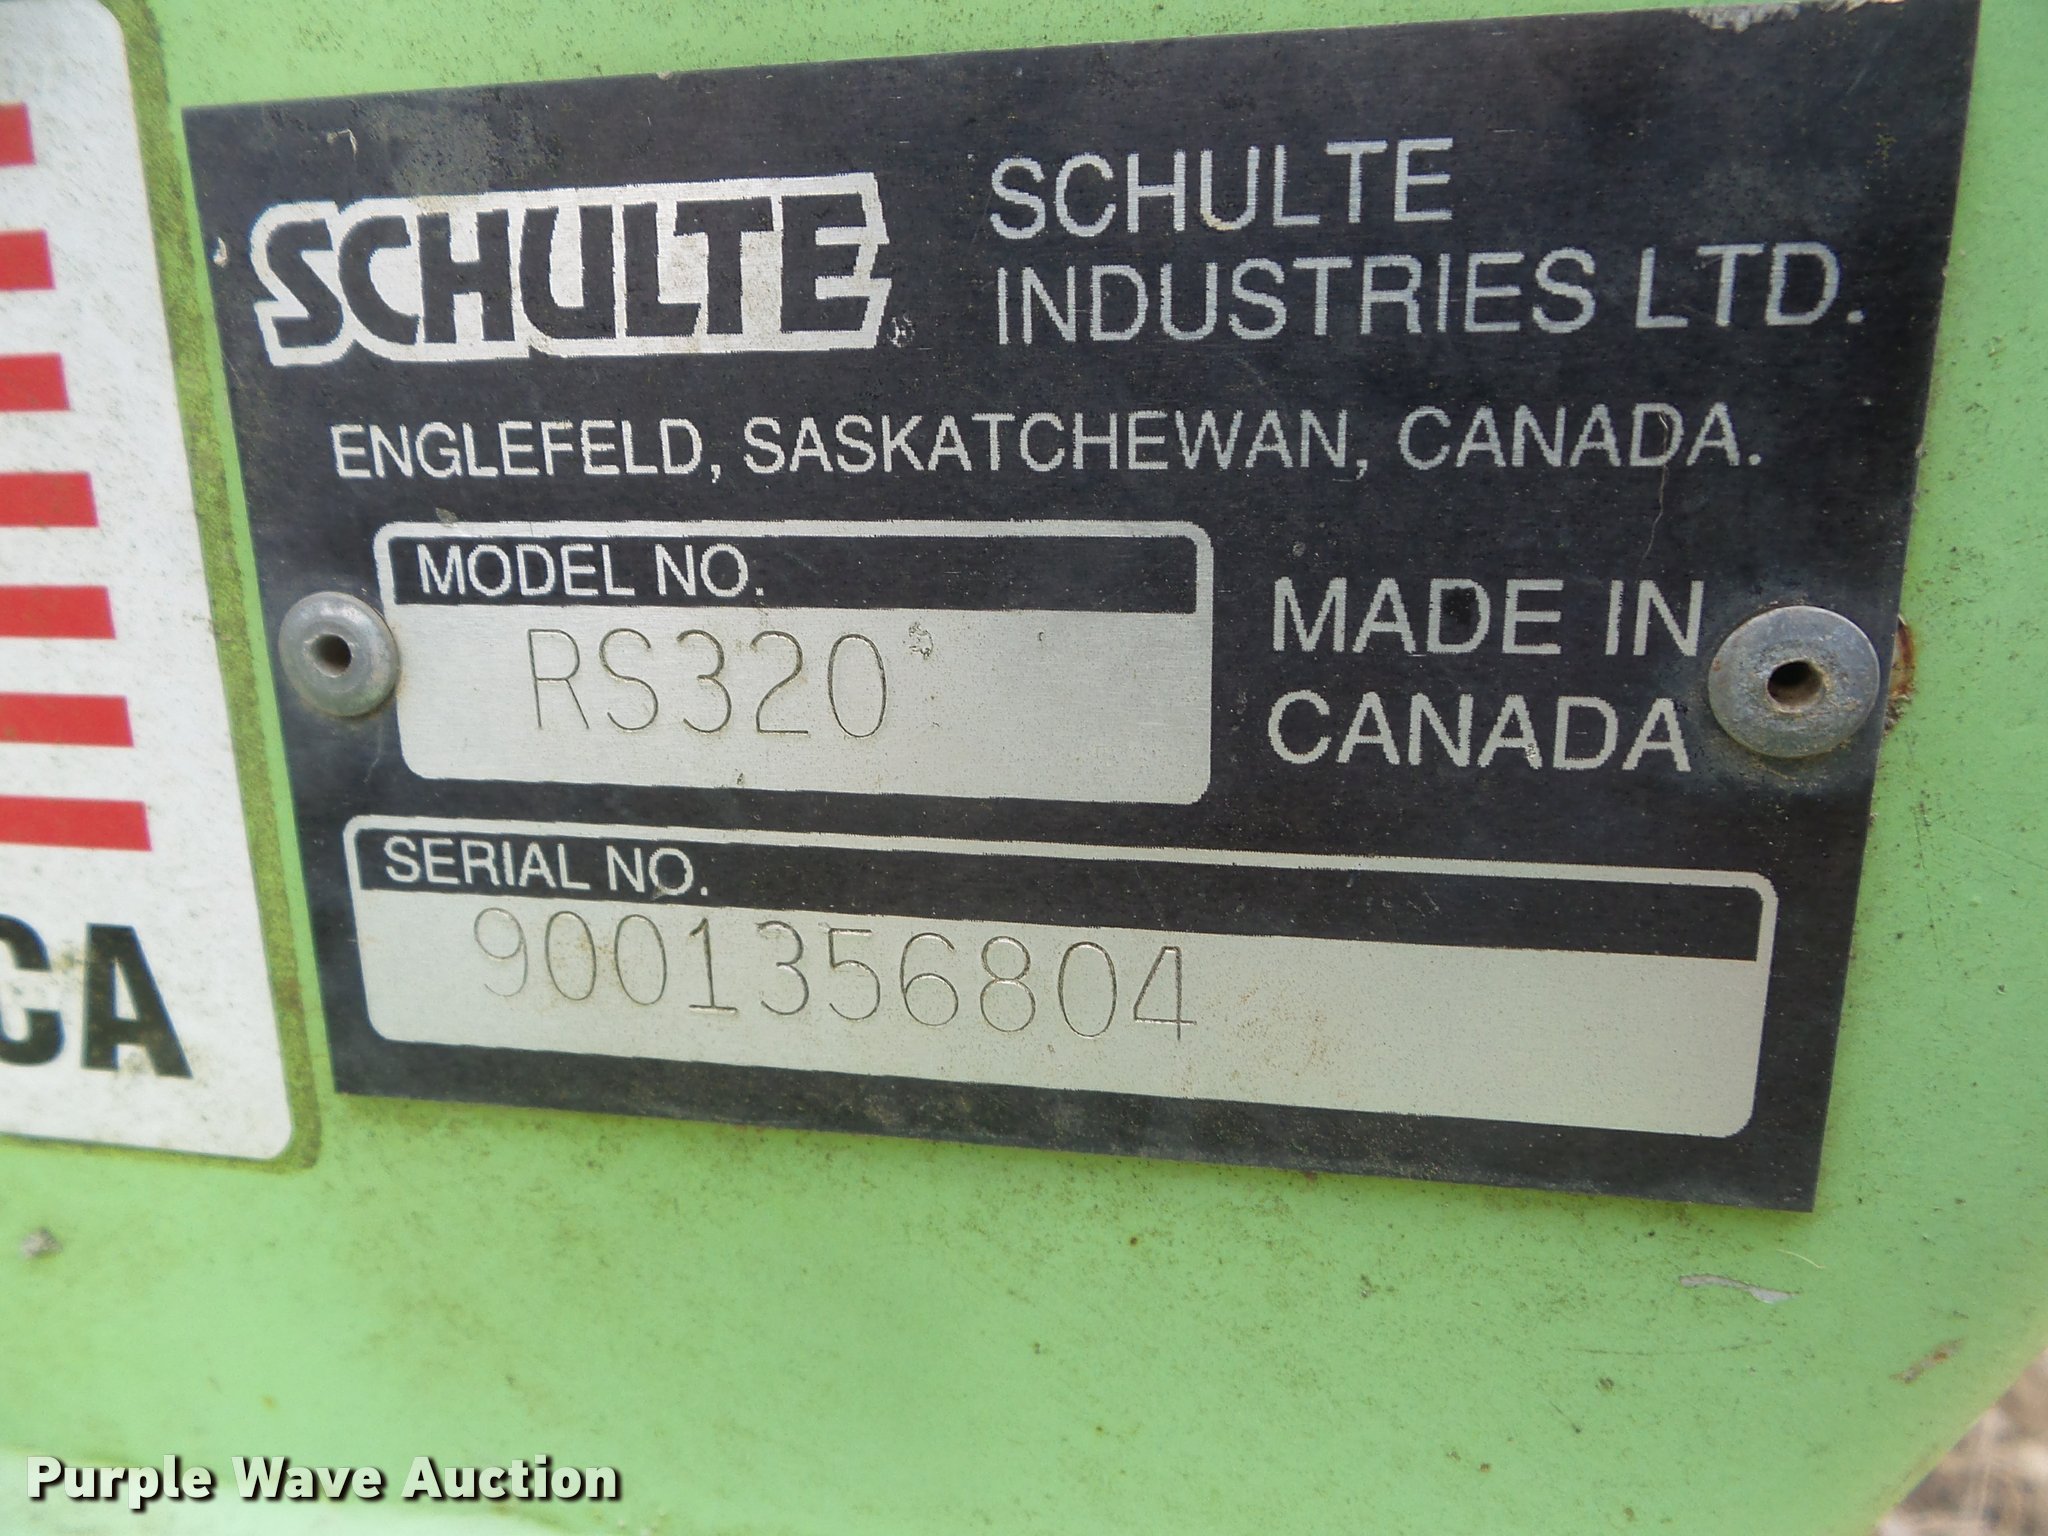 SCHULTE®
SCHULTE
INDUSTRIES LTD.
ENGLEFELD, SASKATCHEWAN, CANADA.
MODEL NO.
RS320
MADE IN
CANADA
SERIAL NO.
9001356804
CA
Purple Wave Auction